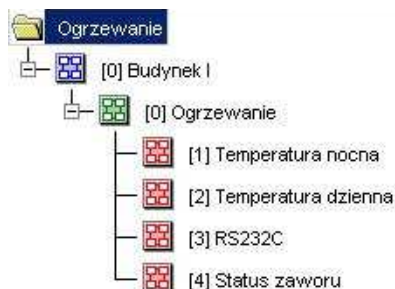 Ogrzewanie
[0] Budynek I
[0] Ogrzewanie
[1] Temperatura nocna
[2] Temperatura dzienna
[3] RS232C
[4] Status zaworu